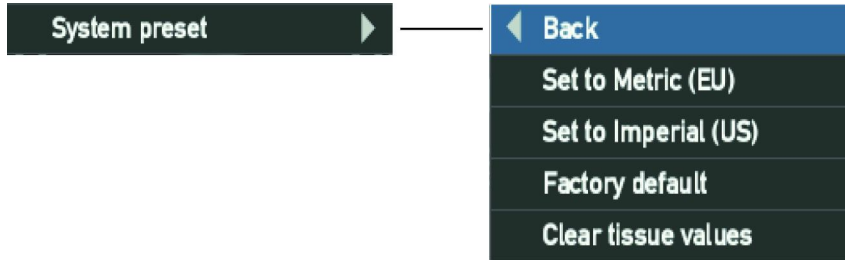 System preset
Back
Set to Metric (EU)
Set to Imperial (US)
Factory default
Clear tissue values